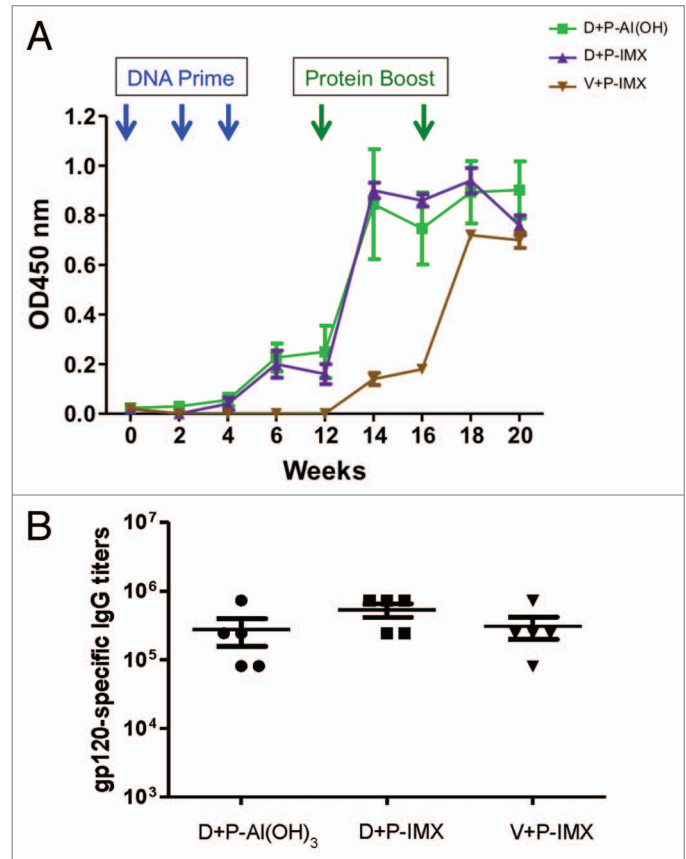 A
D+P-Al(OH)
D+P-IMX
V+P-IMX
DNA Prime
Protein Boost
1.2
1.0
0.8
0.6
0.4
0.2
0.0
OD450 nm
0 2 4 6 12 14 16 18 20
Weeks
B
10⁷
10⁶
10⁵
10⁴
10³
gp120-specific IgG titers
D+P-Al(OH)₃ D+P-IMX V+P-IMX